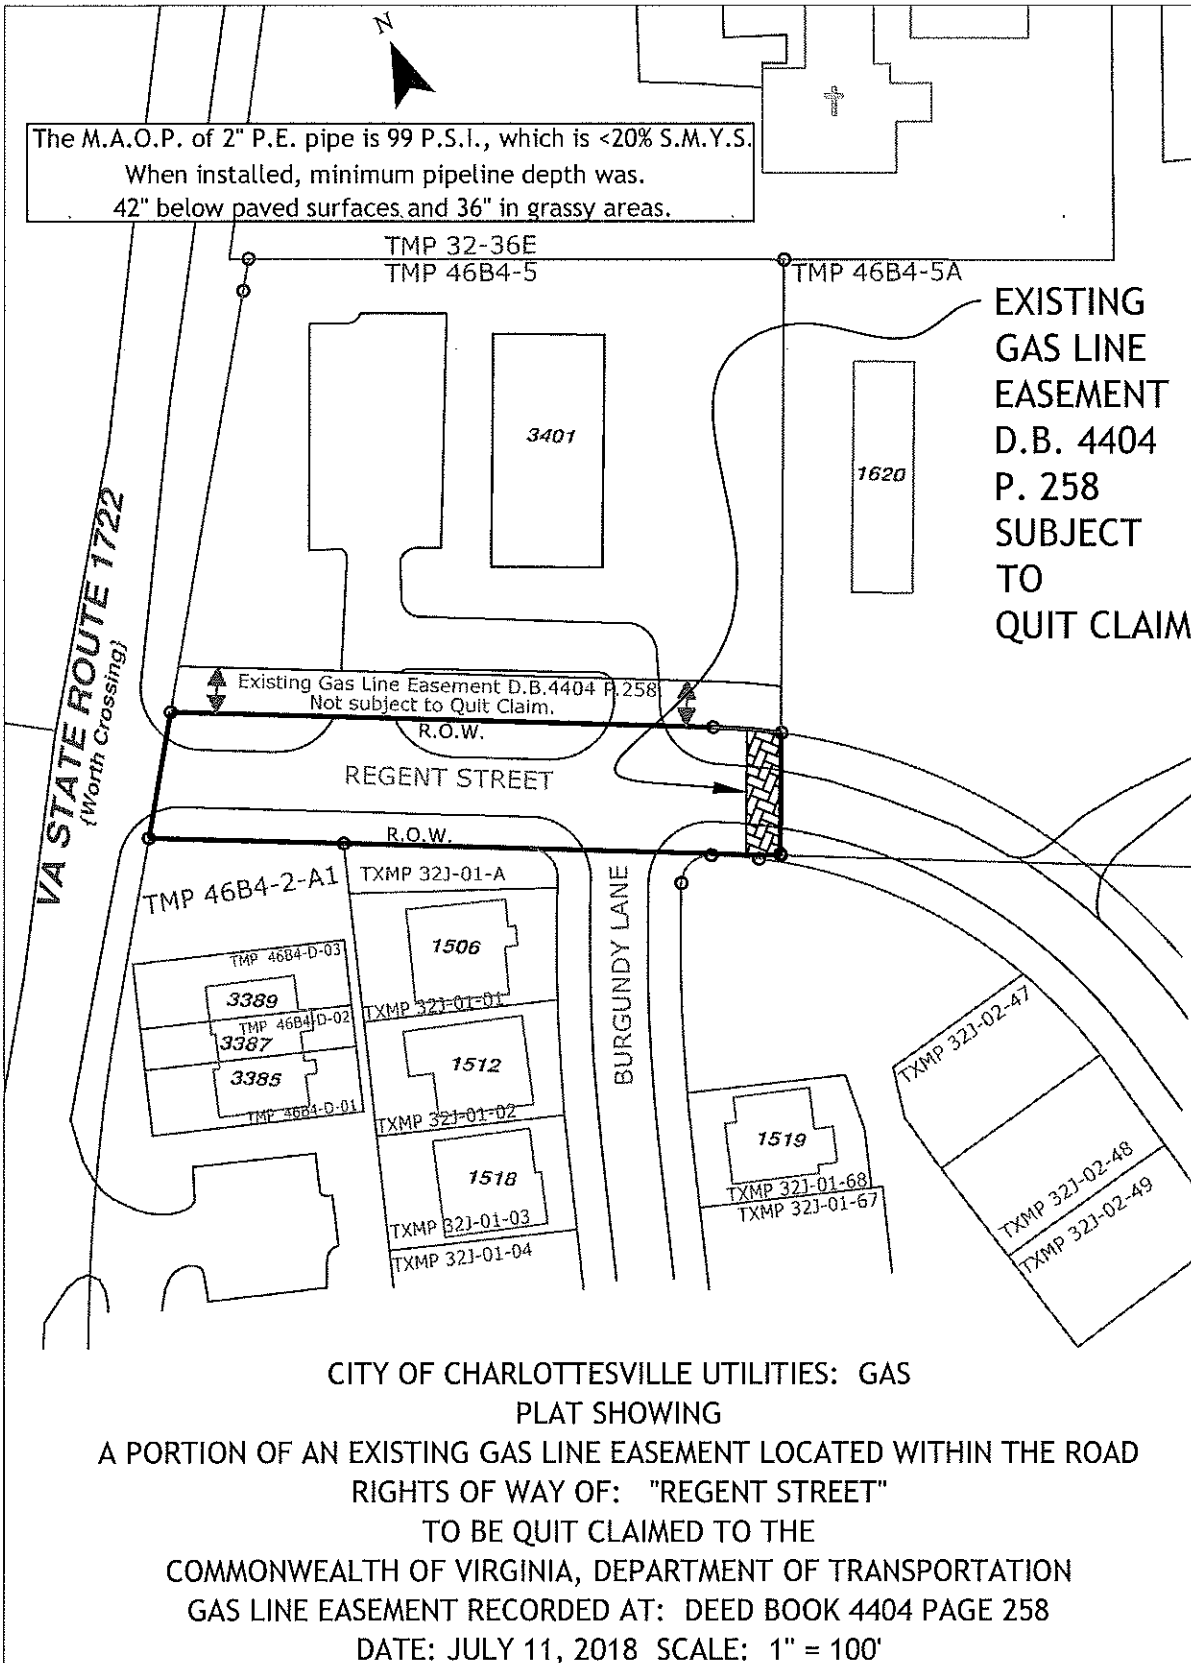 N
The M.A.O.P. of 2" P.E. pipe is 99 P.S.I., which is <20% S.M.Y.S.
When installed, minimum pipeline depth was.
42" below paved surfaces and 36" in grassy areas.
TMP 32-36E
TMP 46B4-5
TMP 46B4-5A
EXISTING
GAS LINE
EASEMENT
D.B. 4404
P. 258
SUBJECT
TO
QUIT CLAIM
3401
1620
VA STATE ROUTE 1722
{Worth Crossing}
Existing Gas Line Easement D.B.4404 P.258
Not subject to Quit Claim.
R.O.W.
REGENT STREET
R.O.W.
TMP 46B4-2-A1
TXMP 32J-01-A
BURGUNDY LANE
1506
TMP 46B4-D-03
3389
TXMP 32J-01-01
TMP 46B4-D-02
3387
1512
3385
TMP 46B4-D-01
TXMP 32J-01-02
1518
TXMP 32J-01-03
TXMP 32J-01-04
1519
TXMP 32J-01-68
TXMP 32J-01-67
TXMP 32J-02-47
TXMP 32J-02-48
TXMP 32J-02-49
CITY OF CHARLOTTESVILLE UTILITIES: GAS
PLAT SHOWING
A PORTION OF AN EXISTING GAS LINE EASEMENT LOCATED WITHIN THE ROAD
RIGHTS OF WAY OF: "REGENT STREET"
TO BE QUIT CLAIMED TO THE
COMMONWEALTH OF VIRGINIA, DEPARTMENT OF TRANSPORTATION
GAS LINE EASEMENT RECORDED AT: DEED BOOK 4404 PAGE 258
DATE: JULY 11, 2018 SCALE: 1" = 100'